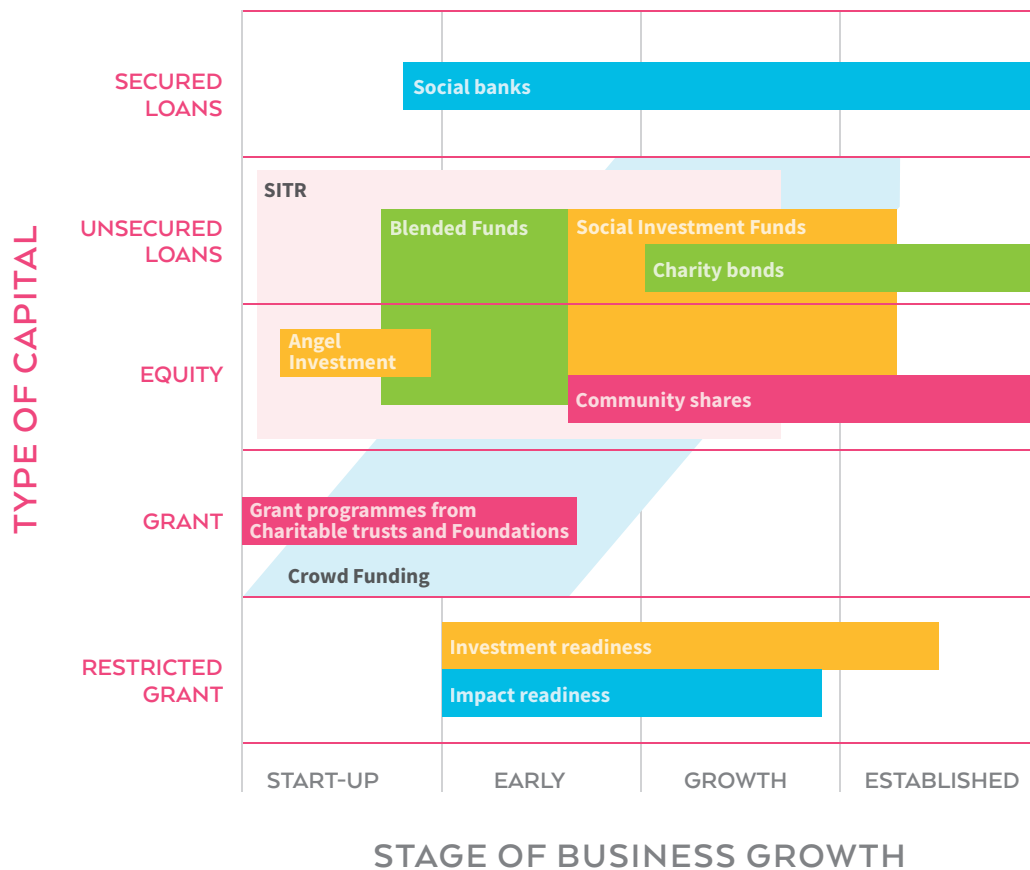 TYPE OF CAPITAL
SECURED
LOANS
Social banks
UNSECURED
LOANS
SITR
Blended Funds
Social Investment Funds
Charity bonds
EQUITY
Angel
Investment
Community shares
GRANT
Grant programmes from
Charitable trusts and Foundations
Crowd Funding
RESTRICTED
GRANT
Investment readiness
Impact readiness
START-UP
EARLY
GROWTH
ESTABLISHED
STAGE OF BUSINESS GROWTH